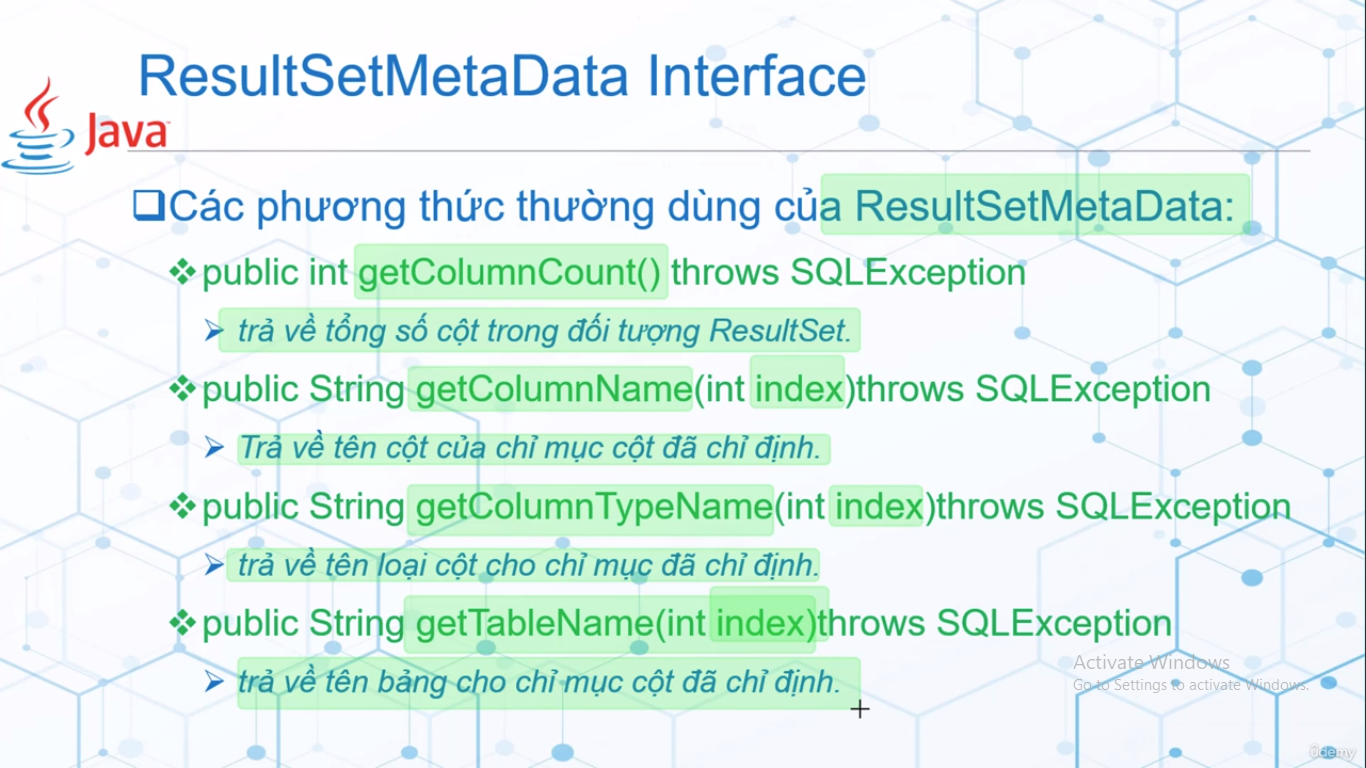 ResultSetMetaData Interface
Java
❑Các phương thức thường dùng của ResultSetMetaData:
❖public int getColumnCount() throws SQLException
➢ trả về tổng số cột trong đối tượng ResultSet.
❖public String getColumnName(int index)throws SQLException
➢ Trả về tên cột của chỉ mục cột đã chỉ định.
❖public String getColumnTypeName(int index)throws SQLException
➢ trả về tên loại cột cho chỉ mục đã chỉ định.
❖public String getTableName(int index)throws SQLException
➢ trả về tên bảng cho chỉ mục cột đã chỉ định.
Activate Windows
Go to Settings to activate Windows.
ûdemy